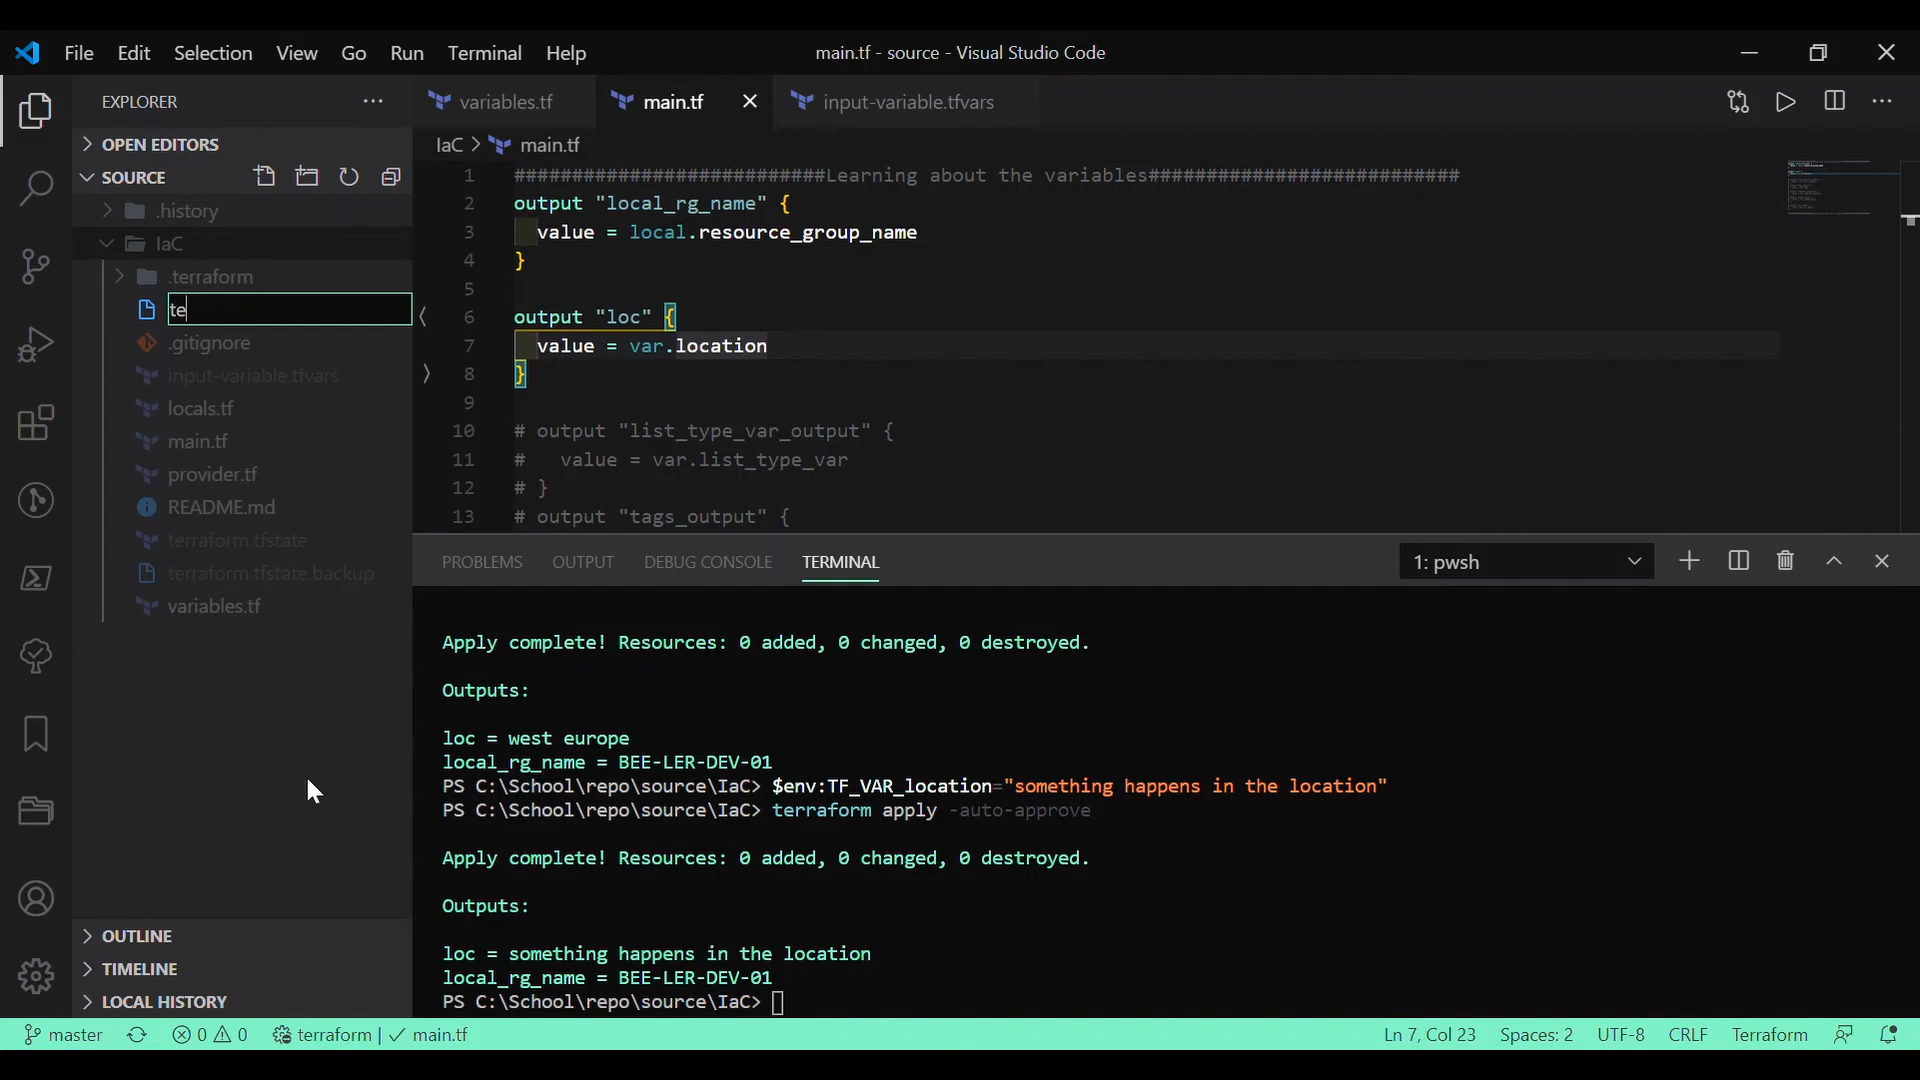 File Edit Selection View Go Run Terminal Help
main.tf - source - Visual Studio Code
EXPLORER
OPEN EDITORS
SOURCE
.history
IaC
.terraform
te
.gitignore
input-variable.tfvars
locals.tf
main.tf
provider.tf
README.md
terraform.tfstate
terraform.tfstate.backup
variables.tf
OUTLINE
TIMELINE
LOCAL HISTORY
variables.tf main.tf input-variable.tfvars
IaC > main.tf
1 ###########################Learning about the variables###########################
2 output "local_rg_name" {
3 value = local.resource_group_name
4 }
5
6 output "loc" {
7 value = var.location
8 }
9
10 # output "list_type_var_output" {
11 #   value = var.list_type_var
12 # }
13 # output "tags_output" {
PROBLEMS OUTPUT DEBUG CONSOLE TERMINAL 1: pwsh
Apply complete! Resources: 0 added, 0 changed, 0 destroyed.
Outputs:
loc = west europe
local_rg_name = BEE-LER-DEV-01
PS C:\School\repo\source\IaC> $env:TF_VAR_location="something happens in the location"
PS C:\School\repo\source\IaC> terraform apply -auto-approve
Apply complete! Resources: 0 added, 0 changed, 0 destroyed.
Outputs:
loc = something happens in the location
local_rg_name = BEE-LER-DEV-01
PS C:\School\repo\source\IaC>
master 0 0 terraform | ✓ main.tf Ln 7, Col 23 Spaces: 2 UTF-8 CRLF Terraform